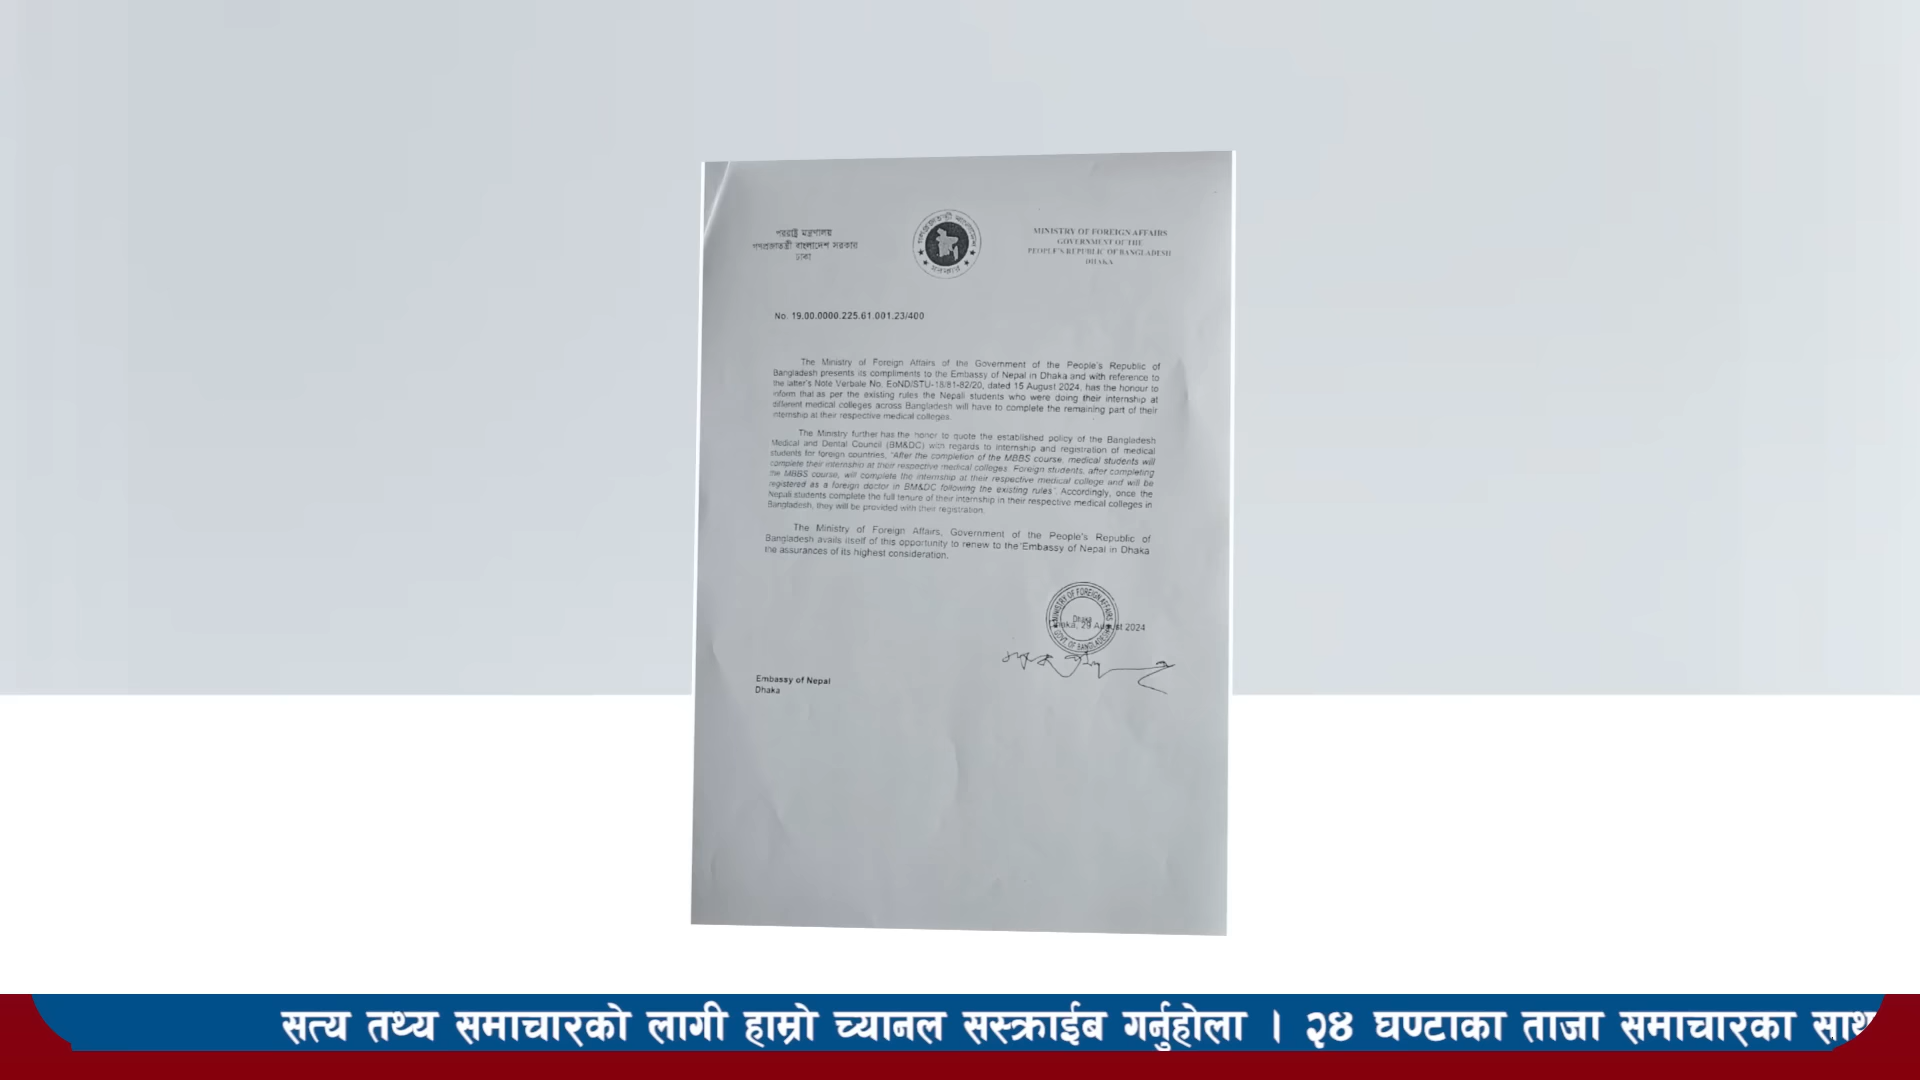 পররাষ্ট্র মন্ত্রণালয়
গণপ্রজাতন্ত্রী বাংলাদেশ সরকার
ঢাকা
MINISTRY OF FOREIGN AFFAIRS
GOVERNMENT OF THE
PEOPLE'S REPUBLIC OF BANGLADESH
DHAKA
No. 19.00.0000.225.61.001.23/400
The Ministry of Foreign Affairs of the Government of the People's Republic of
Bangladesh presents its compliments to the Embassy of Nepal in Dhaka and with reference to
the latter's Note Verbale No. EoND/STU-18/81-82/20, dated 15 August 2024, has the honour to
inform that as per the existing rules the Nepali students who were doing their internship at
different medical colleges across Bangladesh will have to complete the remaining part of their
internship at their respective medical colleges.
The Ministry further has the honor to quote the established policy of the Bangladesh
Medical and Dental Council (BM&DC) with regards to internship and registration of medical
students for foreign countries, "After the completion of the MBBS course, medical students will
complete their internship at their respective medical colleges. Foreign students, after completing
the MBBS course, will complete the internship at their respective medical college and will be
registered as a foreign doctor in BM&DC following the existing rules". Accordingly, once the
Nepali students complete the full tenure of their internship in their respective medical colleges in
Bangladesh, they will be provided with their registration.
The Ministry of Foreign Affairs, Government of the People's Republic of
Bangladesh avails itself of this opportunity to renew to the Embassy of Nepal in Dhaka
the assurances of its highest consideration.
MINISTRY OF FOREIGN AFFAIRS
Dhaka
GOVT. OF BANGLADESH
29 August 2024
Embassy of Nepal
Dhaka
सत्य तथ्य समाचारको लागी हाम्रो च्यानल सस्क्राईब गर्नुहोला । २४ घण्टाका ताजा समाचारका साथ